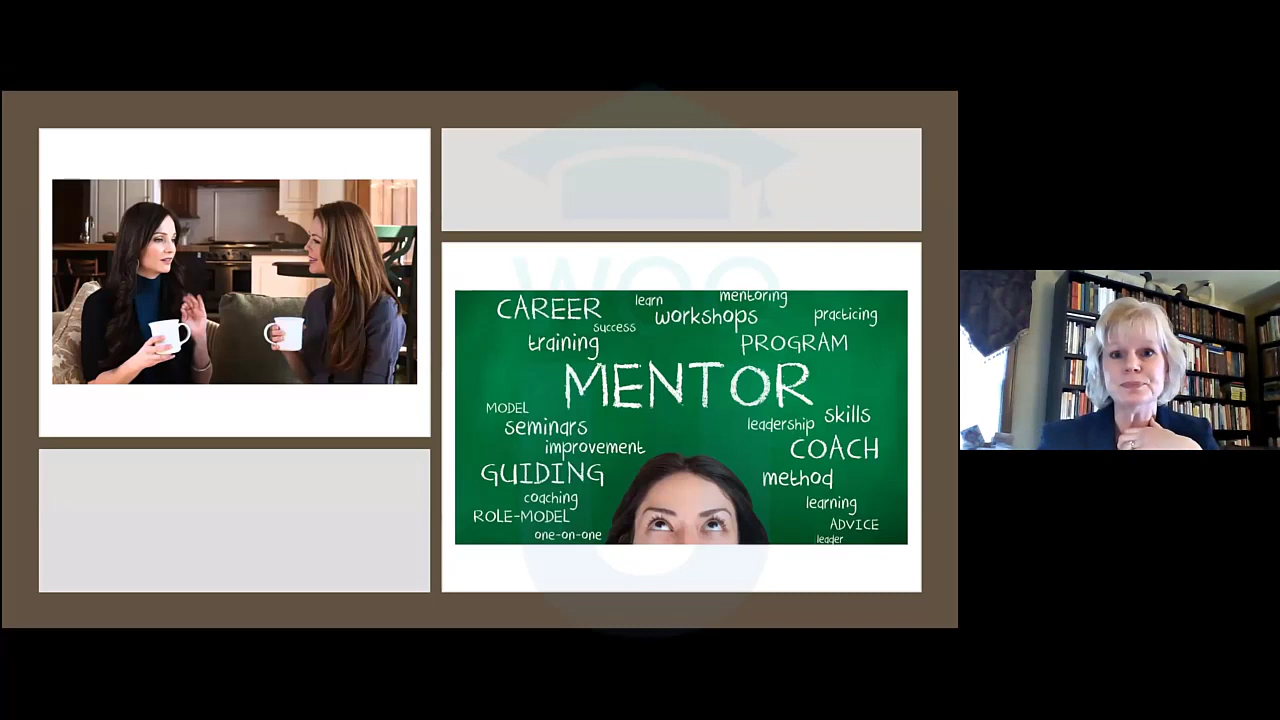 WCC
CAREER learn mentoring
success workshops practicing
training PROGRAM
MENTOR
MODEL leadership skills
seminars
improvement COACH
GUIDING method
coaching learning
ROLE-MODEL ADVICE
one-on-one leader